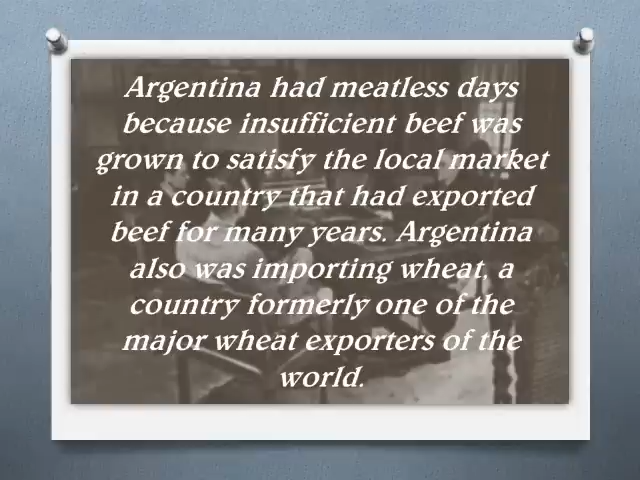 Argentina had meatless days
because insufficient beef was
grown to satisfy the local market
in a country that had exported
beef for many years. Argentina
also was importing wheat, a
country formerly one of the
major wheat exporters of the
world.